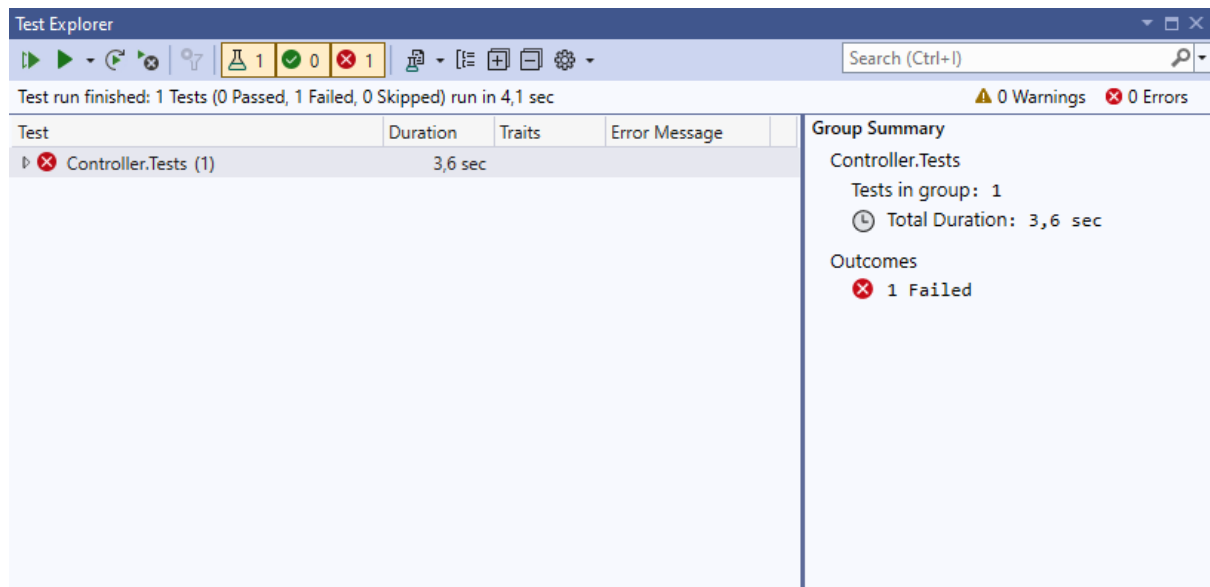 Test Explorer
1 0 1
Search (Ctrl+I)
Test run finished: 1 Tests (0 Passed, 1 Failed, 0 Skipped) run in 4,1 sec
0 Warnings 0 Errors
Test Duration Traits Error Message
Controller.Tests (1) 3,6 sec
Group Summary
Controller.Tests
Tests in group: 1
Total Duration: 3,6 sec
Outcomes
1 Failed